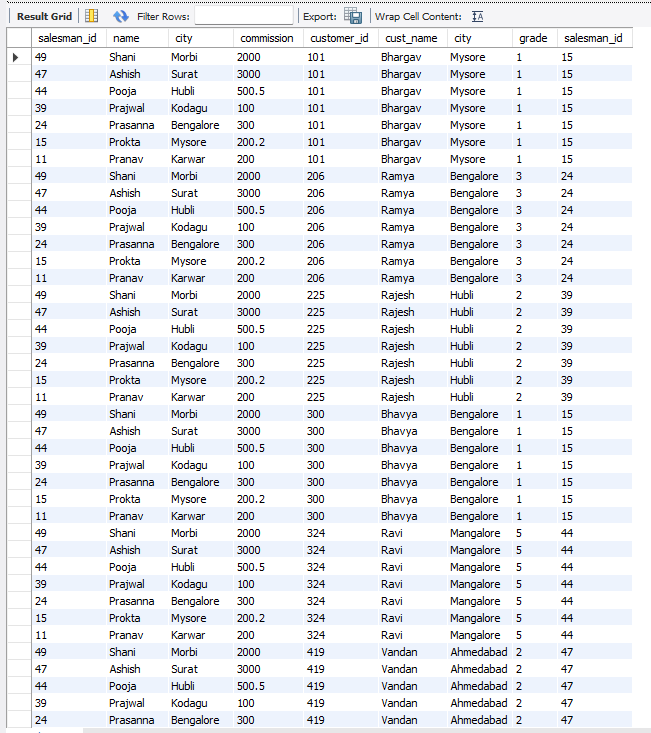 Result Grid Filter Rows: Export: Wrap Cell Content: IA
salesman_id name city commission customer_id cust_name city grade salesman_id
49 Shani Morbi 2000 101 Bhargav Mysore 1 15
47 Ashish Surat 3000 101 Bhargav Mysore 1 15
44 Pooja Hubli 500.5 101 Bhargav Mysore 1 15
39 Prajwal Kodagu 100 101 Bhargav Mysore 1 15
24 Prasanna Bengalore 300 101 Bhargav Mysore 1 15
15 Prokta Mysore 200.2 101 Bhargav Mysore 1 15
11 Pranav Karwar 200 101 Bhargav Mysore 1 15
49 Shani Morbi 2000 206 Ramya Bengalore 3 24
47 Ashish Surat 3000 206 Ramya Bengalore 3 24
44 Pooja Hubli 500.5 206 Ramya Bengalore 3 24
39 Prajwal Kodagu 100 206 Ramya Bengalore 3 24
24 Prasanna Bengalore 300 206 Ramya Bengalore 3 24
15 Prokta Mysore 200.2 206 Ramya Bengalore 3 24
11 Pranav Karwar 200 206 Ramya Bengalore 3 24
49 Shani Morbi 2000 225 Rajesh Hubli 2 39
47 Ashish Surat 3000 225 Rajesh Hubli 2 39
44 Pooja Hubli 500.5 225 Rajesh Hubli 2 39
39 Prajwal Kodagu 100 225 Rajesh Hubli 2 39
24 Prasanna Bengalore 300 225 Rajesh Hubli 2 39
15 Prokta Mysore 200.2 225 Rajesh Hubli 2 39
11 Pranav Karwar 200 225 Rajesh Hubli 2 39
49 Shani Morbi 2000 300 Bhavya Bengalore 1 15
47 Ashish Surat 3000 300 Bhavya Bengalore 1 15
44 Pooja Hubli 500.5 300 Bhavya Bengalore 1 15
39 Prajwal Kodagu 100 300 Bhavya Bengalore 1 15
24 Prasanna Bengalore 300 300 Bhavya Bengalore 1 15
15 Prokta Mysore 200.2 300 Bhavya Bengalore 1 15
11 Pranav Karwar 200 300 Bhavya Bengalore 1 15
49 Shani Morbi 2000 324 Ravi Mangalore 5 44
47 Ashish Surat 3000 324 Ravi Mangalore 5 44
44 Pooja Hubli 500.5 324 Ravi Mangalore 5 44
39 Prajwal Kodagu 100 324 Ravi Mangalore 5 44
24 Prasanna Bengalore 300 324 Ravi Mangalore 5 44
15 Prokta Mysore 200.2 324 Ravi Mangalore 5 44
11 Pranav Karwar 200 324 Ravi Mangalore 5 44
49 Shani Morbi 2000 419 Vandan Ahmedabad 2 47
47 Ashish Surat 3000 419 Vandan Ahmedabad 2 47
44 Pooja Hubli 500.5 419 Vandan Ahmedabad 2 47
39 Prajwal Kodagu 100 419 Vandan Ahmedabad 2 47
24 Prasanna Bengalore 300 419 Vandan Ahmedabad 2 47